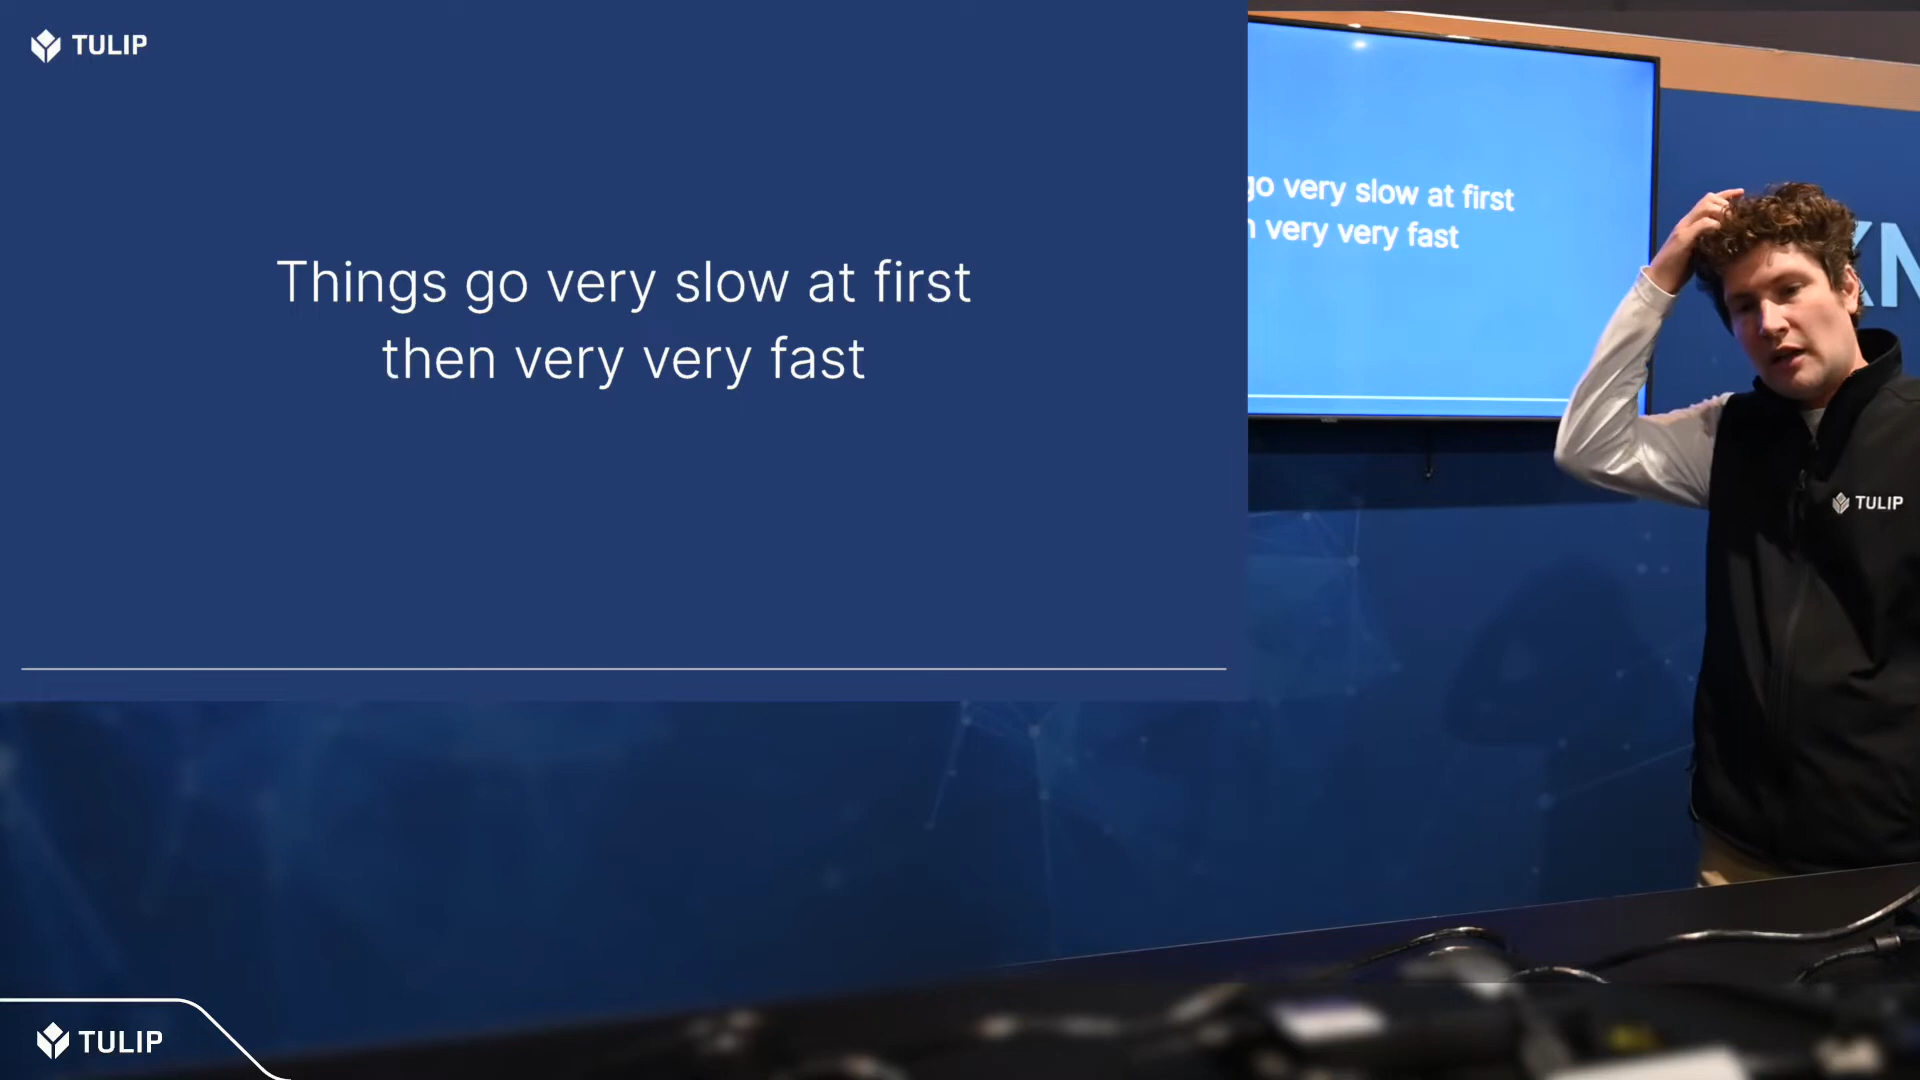 TULIP
Things go very slow at first
then very very fast
go very slow at first
very very fast
TULIP
TULIP